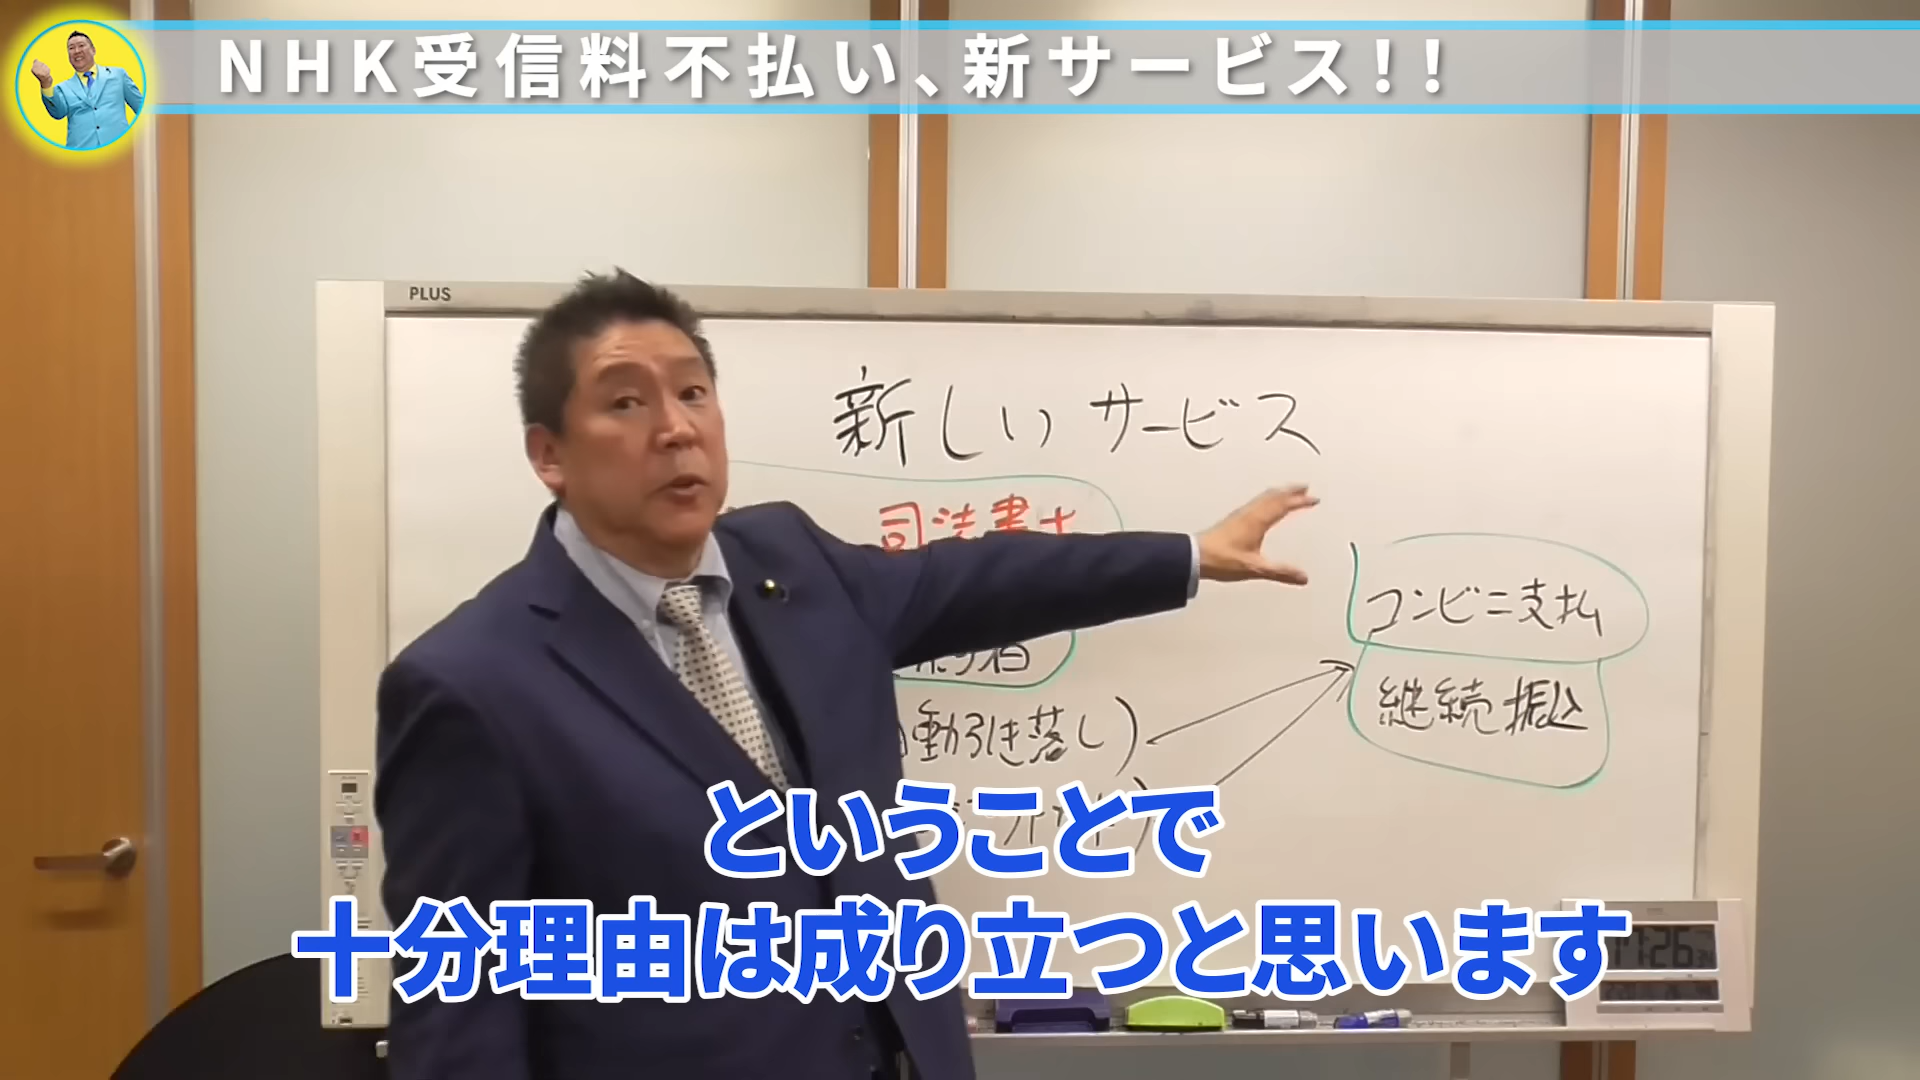 NHK受信料不払い、新サービス!!
PLUS
新しいサービス
司法書士
コンビニ支払
継続振込
動引き落し)
ということで
十分理由は成り立つと思います